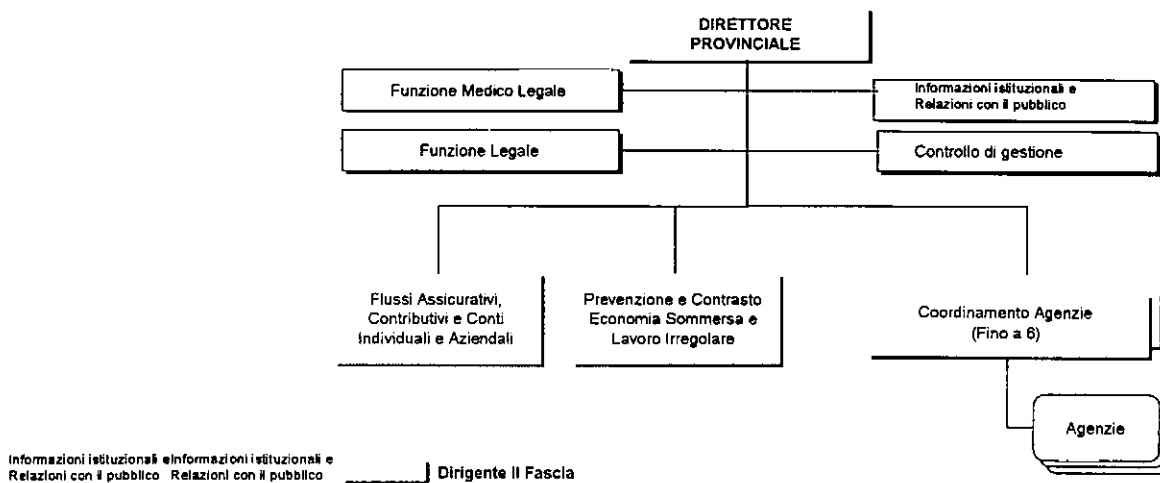 DIRETTORE
PROVINCIALE
Funzione Medico Legale
Informazioni istituzionali e
Relazioni con il pubblico
Funzione Legale
Controllo di gestione
Flussi Assicurativi,
Contributivi e Conti
Individuali e Aziendali
Prevenzione e Contrasto
Economia Sommersa e
Lavoro Irregolare
Coordinamento Agenzie
(Fino a 6)
Agenzie
Informazioni istituzionali e
Relazioni con il pubblico
Informazioni istituzionali e
Relazioni con il pubblico
Dirigente II Fascia